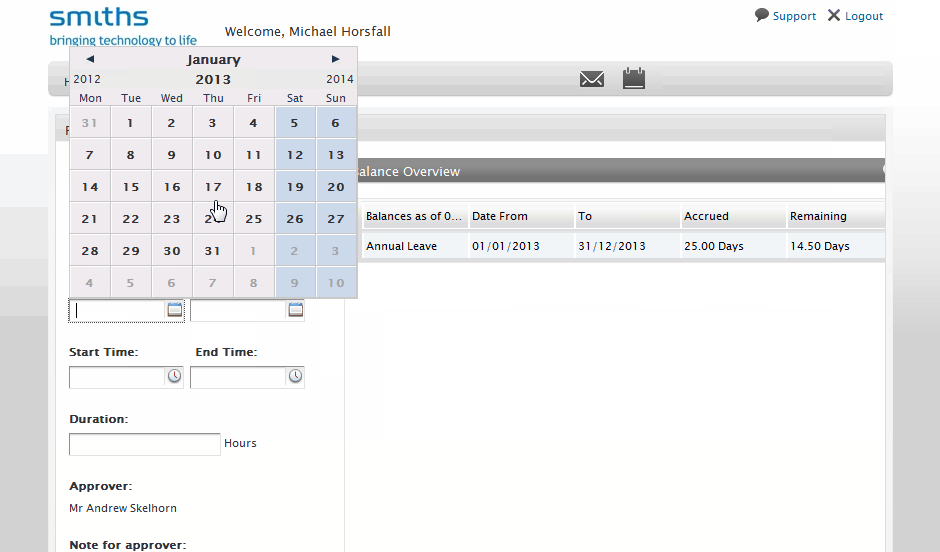 smiths
bringing technology to life
Welcome, Michael Horsfall
Support
Logout
January
2012 2013 2014
Mon Tue Wed Thu Fri Sat Sun
31 1 2 3 4 5 6
7 8 9 10 11 12 13
14 15 16 17 18 19 20
21 22 23 25 26 27
28 29 30 31 1 2 3
4 5 6 7 8 9 10
alance Overview
Balances as of 0... Date From To Accrued Remaining
Annual Leave 01/01/2013 31/12/2013 25.00 Days 14.50 Days
Start Time: End Time:
Duration:
Hours
Approver:
Mr Andrew Skelhorn
Note for approver: